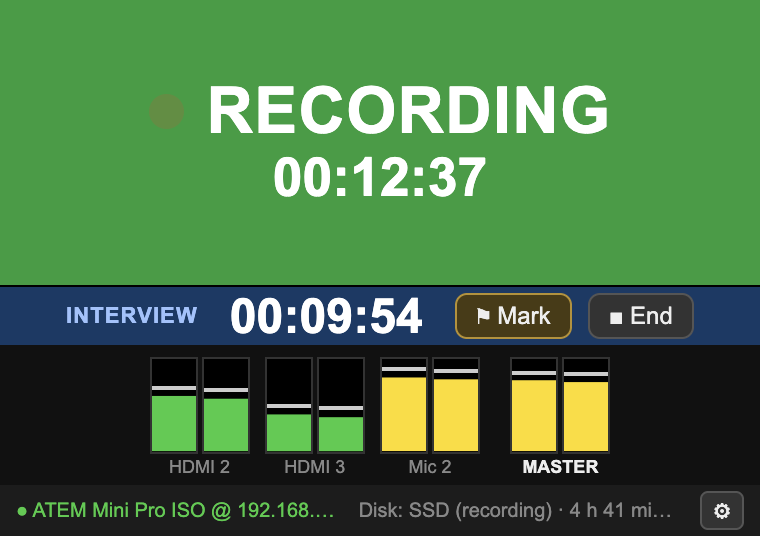 RECORDING
00:12:37
INTERVIEW 00:09:54 Mark End
HDMI 2 HDMI 3 Mic 2 MASTER
ATEM Mini Pro ISO @ 192.168.… Disk: SSD (recording) · 4 h 41 mi…